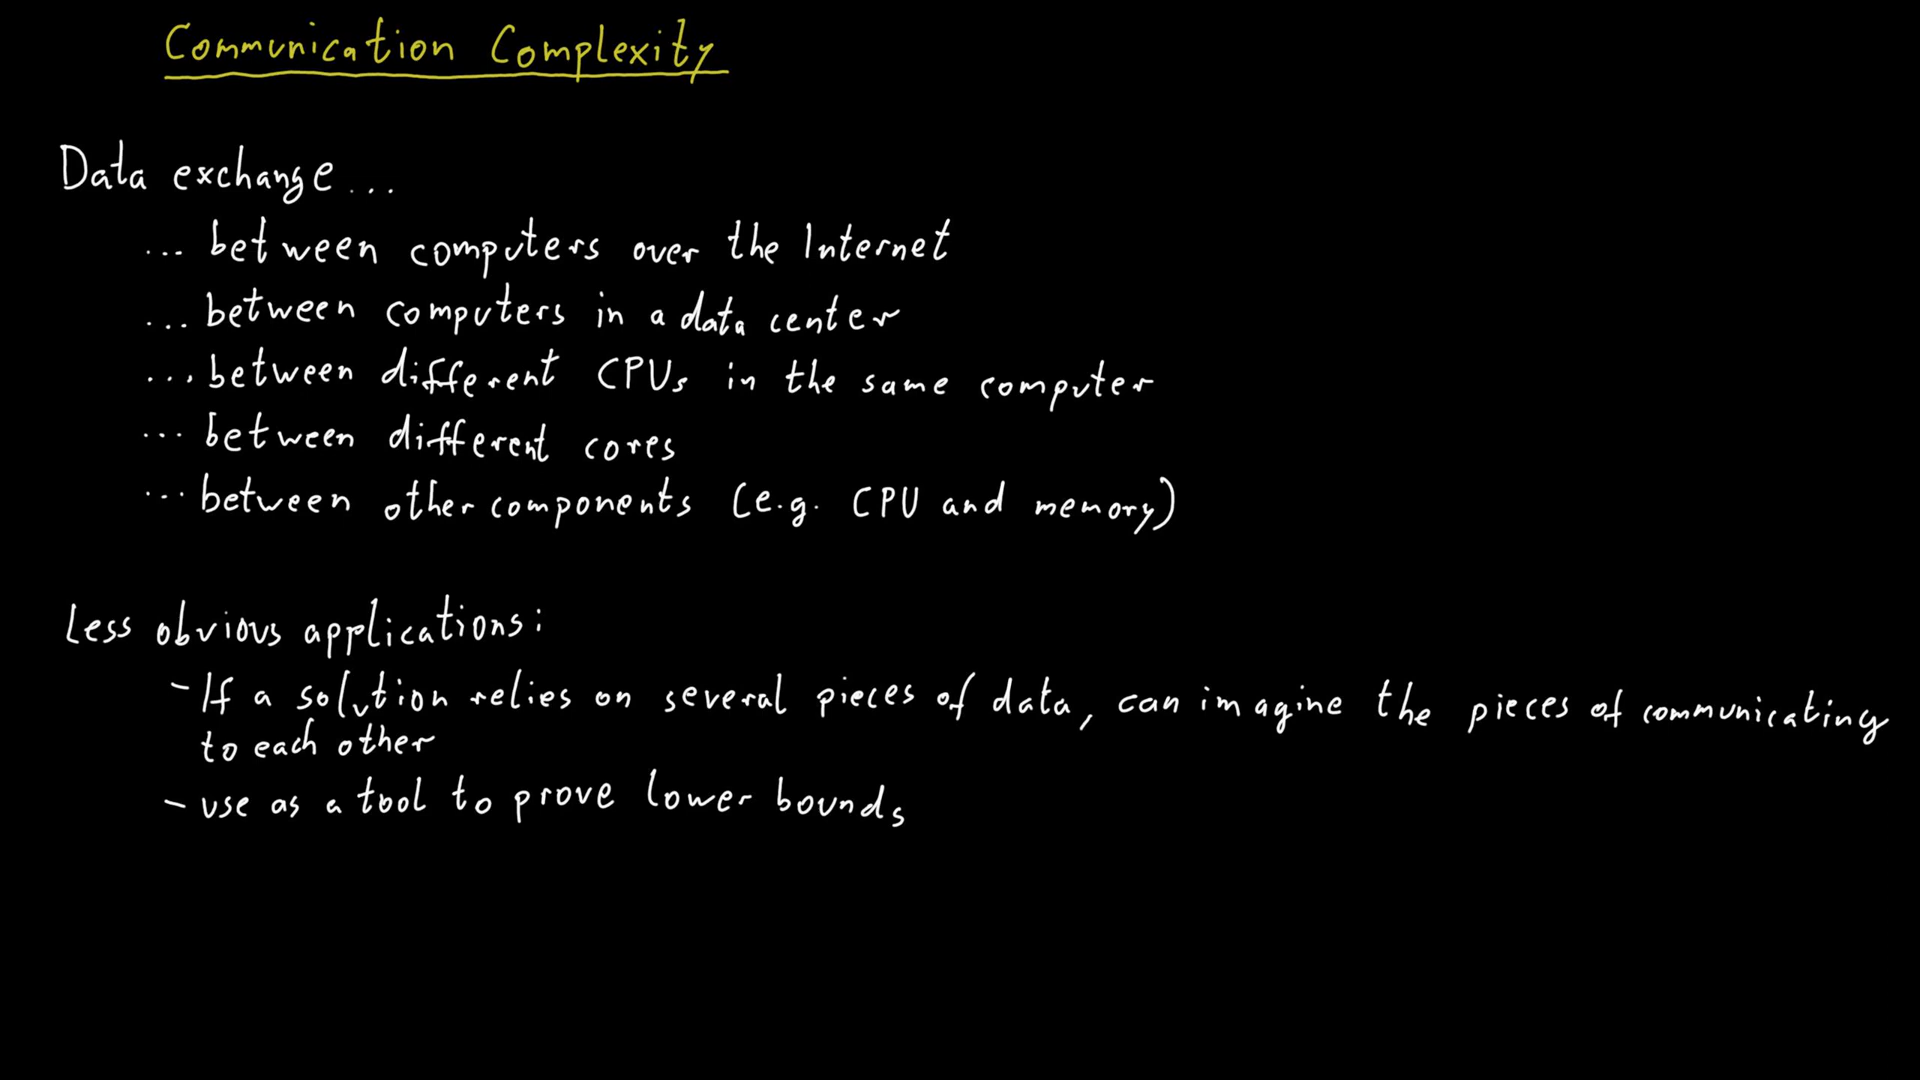 Communication Complexity
Data exchange...
... between computers over the Internet
... between computers in a data center
... between different CPUs in the same computer
... between different cores
... between other components (e.g. CPU and memory)
Less obvious applications:
- If a solution relies on several pieces of data, can imagine the pieces of communicating
to each other
- use as a tool to prove lower bounds